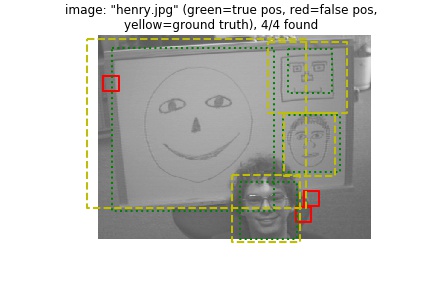 image: "henry.jpg" (green=true pos, red=false pos,
yellow=ground truth), 4/4 found